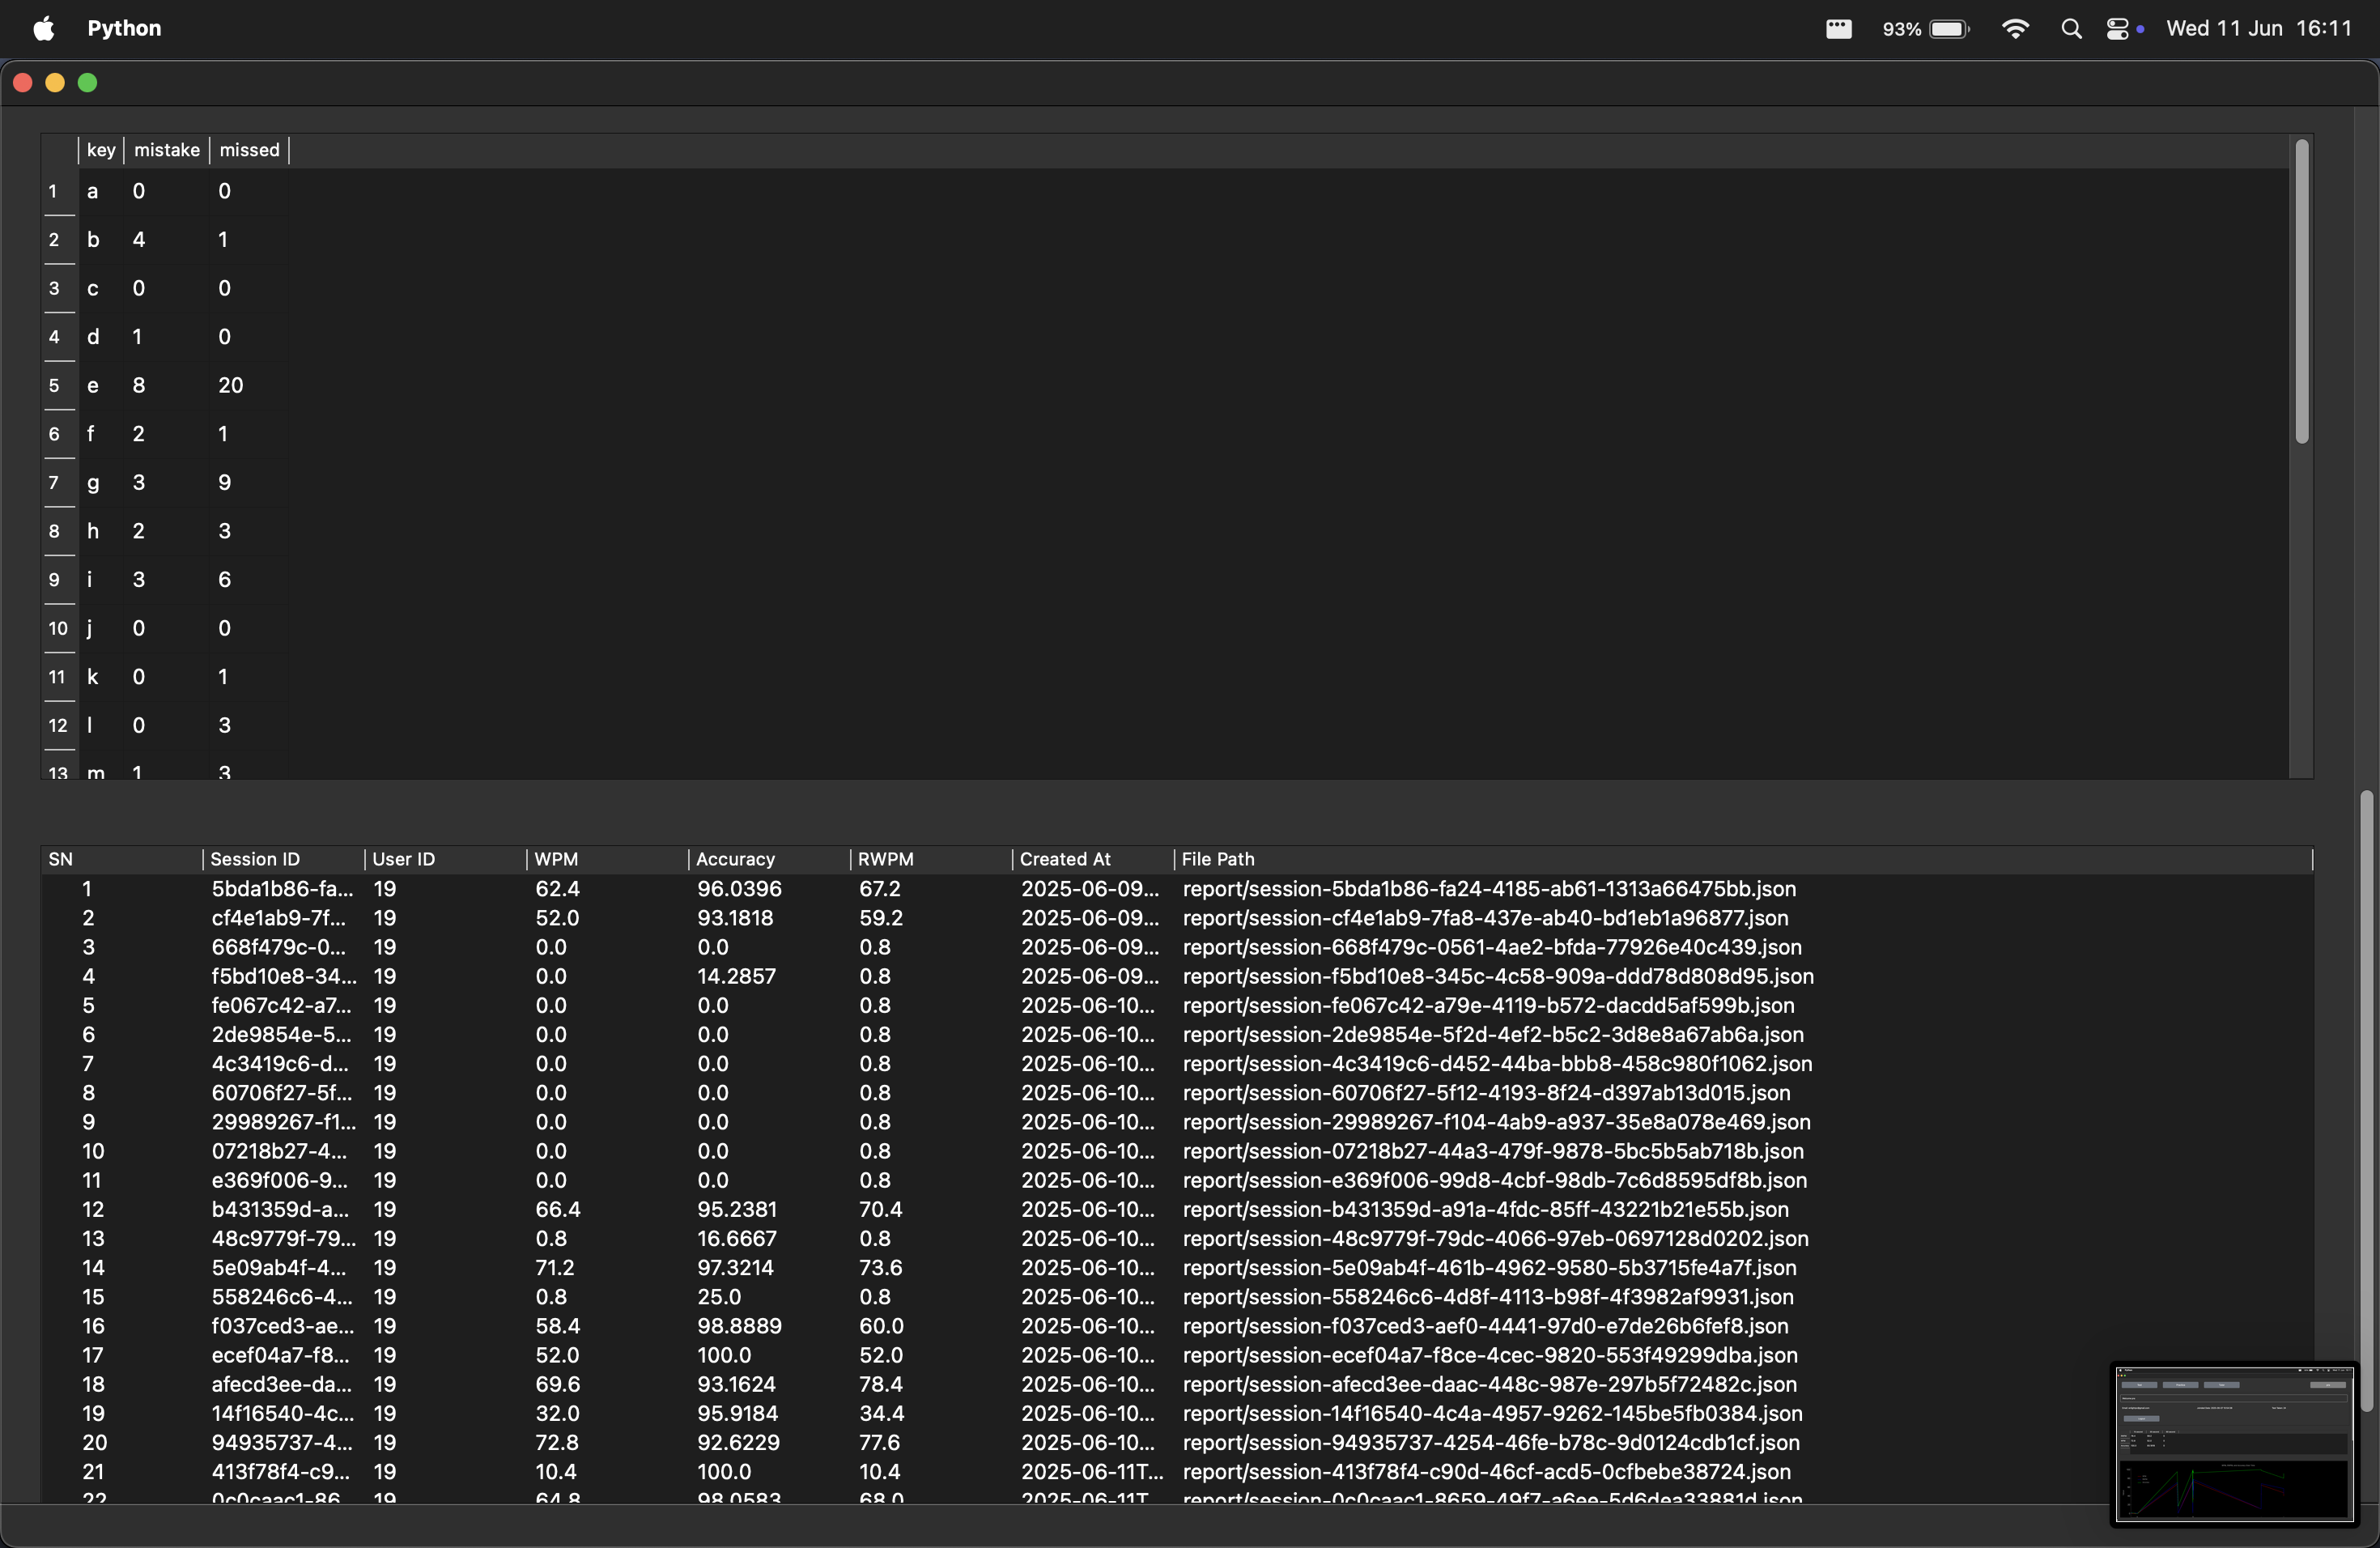 Python 93% Wed 11 Jun 16:11
key mistake missed
1 a 0 0
2 b 4 1
3 c 0 0
4 d 1 0
5 e 8 20
6 f 2 1
7 g 3 9
8 h 2 3
9 i 3 6
10 j 0 0
11 k 0 1
12 l 0 3
13 m 1 3
SN Session ID User ID WPM Accuracy RWPM Created At File Path
1 5bda1b86-fa... 19 62.4 96.0396 67.2 2025-06-09... report/session-5bda1b86-fa24-4185-ab61-1313a66475bb.json
2 cf4e1ab9-7f... 19 52.0 93.1818 59.2 2025-06-09... report/session-cf4e1ab9-7fa8-437e-ab40-bd1eb1a96877.json
3 668f479c-0... 19 0.0 0.0 0.8 2025-06-09... report/session-668f479c-0561-4ae2-bfda-77926e40c439.json
4 f5bd10e8-34... 19 0.0 14.2857 0.8 2025-06-09... report/session-f5bd10e8-345c-4c58-909a-ddd78d808d95.json
5 fe067c42-a7... 19 0.0 0.0 0.8 2025-06-10... report/session-fe067c42-a79e-4119-b572-dacdd5af599b.json
6 2de9854e-5... 19 0.0 0.0 0.8 2025-06-10... report/session-2de9854e-5f2d-4ef2-b5c2-3d8e8a67ab6a.json
7 4c3419c6-d... 19 0.0 0.0 0.8 2025-06-10... report/session-4c3419c6-d452-44ba-bbb8-458c980f1062.json
8 60706f27-5f... 19 0.0 0.0 0.8 2025-06-10... report/session-60706f27-5f12-4193-8f24-d397ab13d015.json
9 29989267-f1... 19 0.0 0.0 0.8 2025-06-10... report/session-29989267-f104-4ab9-a937-35e8a078e469.json
10 07218b27-4... 19 0.0 0.0 0.8 2025-06-10... report/session-07218b27-44a3-479f-9878-5bc5b5ab718b.json
11 e369f006-9... 19 0.0 0.0 0.8 2025-06-10... report/session-e369f006-99d8-4cbf-98db-7c6d8595df8b.json
12 b431359d-a... 19 66.4 95.2381 70.4 2025-06-10... report/session-b431359d-a91a-4fdc-85ff-43221b21e55b.json
13 48c9779f-79... 19 0.8 16.6667 0.8 2025-06-10... report/session-48c9779f-79dc-4066-97eb-0697128d0202.json
14 5e09ab4f-4... 19 71.2 97.3214 73.6 2025-06-10... report/session-5e09ab4f-461b-4962-9580-5b3715fe4a7f.json
15 558246c6-4... 19 0.8 25.0 0.8 2025-06-10... report/session-558246c6-4d8f-4113-b98f-4f3982af9931.json
16 f037ced3-ae... 19 58.4 98.8889 60.0 2025-06-10... report/session-f037ced3-aef0-4441-97d0-e7de26b6fef8.json
17 ecef04a7-f8... 19 52.0 100.0 52.0 2025-06-10... report/session-ecef04a7-f8ce-4cec-9820-553f49299dba.json
18 afecd3ee-da... 19 69.6 93.1624 78.4 2025-06-10... report/session-afecd3ee-daac-448c-987e-297b5f72482c.json
19 14f16540-4c... 19 32.0 95.9184 34.4 2025-06-10... report/session-14f16540-4c4a-4957-9262-145be5fb0384.json
20 94935737-4... 19 72.8 92.6229 77.6 2025-06-10... report/session-94935737-4254-46fe-b78c-9d0124cdb1cf.json
21 413f78f4-c9... 19 10.4 100.0 10.4 2025-06-11T... report/session-413f78f4-c90d-46cf-acd5-0cfbebe38724.json
22 0c0caac1-86 19 64.8 98.0583 68.0 2025-06-11T report/session-0c0caac1-8659-49f7-a6ee-5d6dea33881d.json